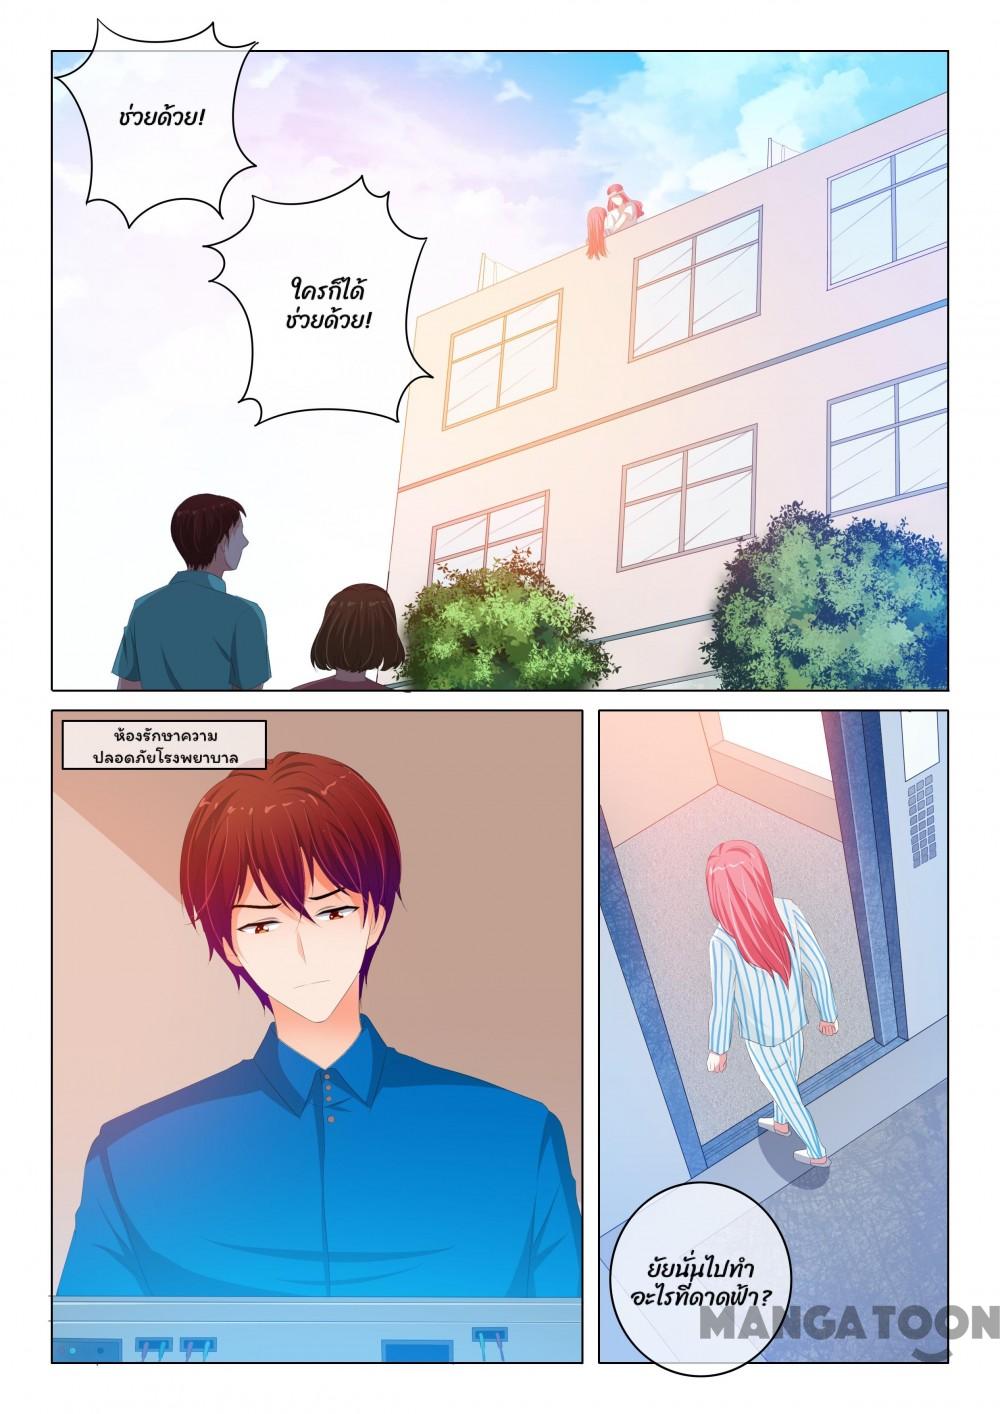 ช่วยด้วย!
ใครก็ได้
ช่วยด้วย!
ห้องรักษาความ
ปลอดภัยโรงพยาบาล
ยัยนั่นไปทำ
อะไรที่ดาดฟ้า?
MANGATOON